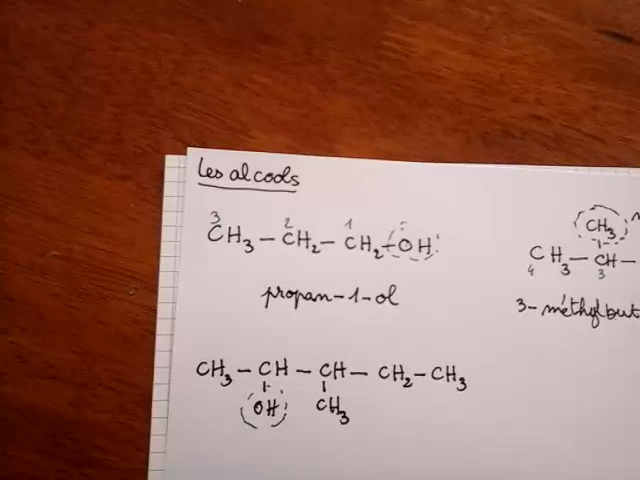 Les alcools
3 2 1
CH3 – CH2 – CH2 – OH
propan-1-ol
CH3
CH3 – CH –
4 3
3-méthylbut
CH3 – CH – CH – CH2 – CH3
OH CH3